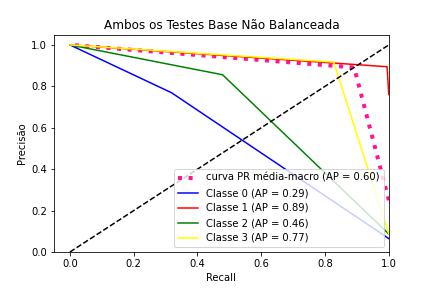 Ambos os Testes Base Não Balanceada
1.0
0.8
0.6
0.4
0.2
0.0
Precisão
curva PR média-macro (AP = 0.60)
Classe 0 (AP = 0.29)
Classe 1 (AP = 0.89)
Classe 2 (AP = 0.46)
Classe 3 (AP = 0.77)
0.0 0.2 0.4 0.6 0.8 1.0
Recall